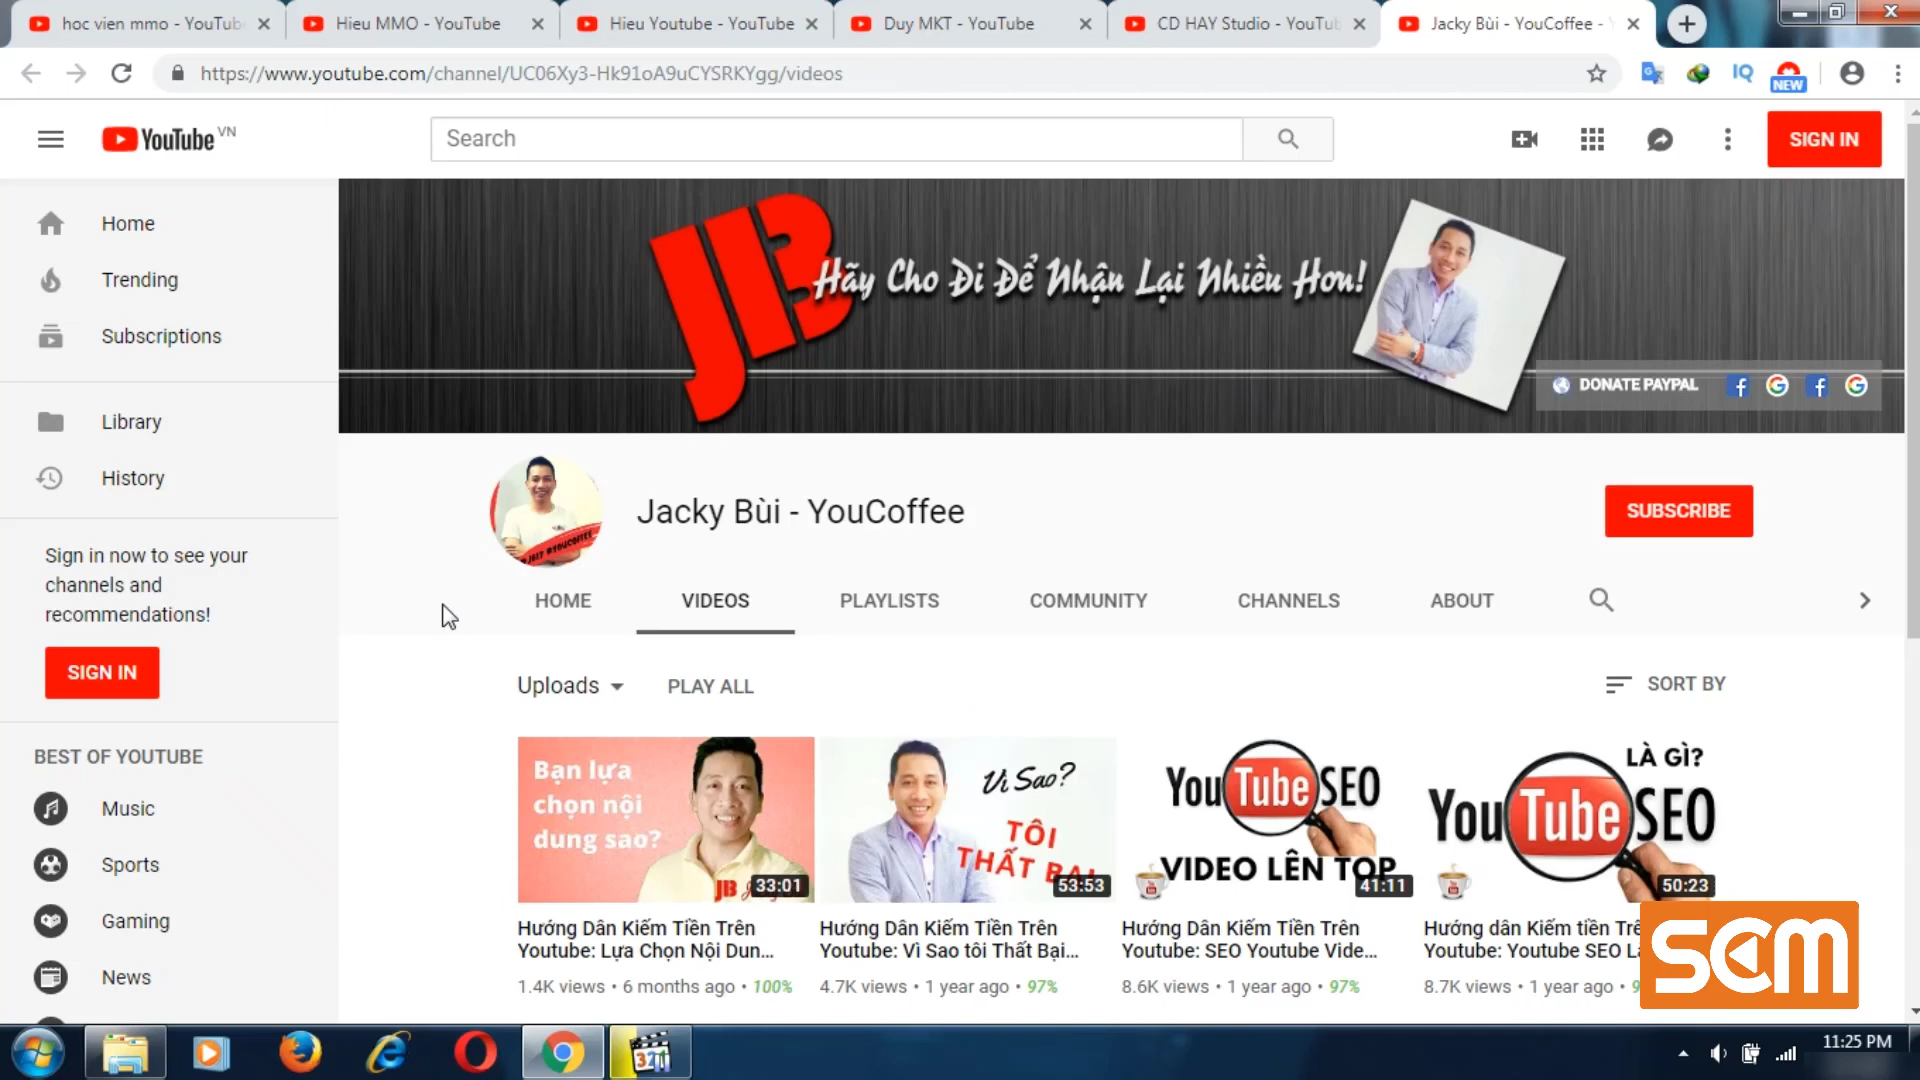 hoc vien mmo - YouTube
Hieu MMO - YouTube
Hieu Youtube - YouTube
Duy MKT - YouTube
CD HAY Studio - YouTub
Jacky Bùi - YouCoffee -
https://www.youtube.com/channel/UC06Xy3-Hk91oA9uCYSRKYgg/videos
IQ
NEW
YouTube VN
Search
SIGN IN
Home
Trending
Subscriptions
Library
History
Sign in now to see your
channels and
recommendations!
SIGN IN
BEST OF YOUTUBE
Music
Sports
Gaming
News
JB
Hãy Cho Đi Để Nhận Lại Nhiều Hơn!
DONATE PAYPAL
Jacky Bùi - YouCoffee
SUBSCRIBE
HOME
VIDEOS
PLAYLISTS
COMMUNITY
CHANNELS
ABOUT
Uploads
PLAY ALL
SORT BY
Bạn lựa
chọn nội
dung sao?
JB
33:01
Hướng Dẫn Kiếm Tiền Trên
Youtube: Lựa Chọn Nội Dun...
1.4K views • 6 months ago • 100%
Vì Sao?
TÔI
THẤT BẠI
53:53
Hướng Dẫn Kiếm Tiền Trên
Youtube: Vì Sao tôi Thất Bại...
4.7K views • 1 year ago • 97%
YouTube SEO
VIDEO LÊN TOP
41:11
Hướng Dẫn Kiếm Tiền Trên
Youtube: SEO Youtube Vide...
8.6K views • 1 year ago • 97%
LÀ GÌ?
YouTube SEO
50:23
Hướng dẫn Kiếm tiền Trê
Youtube: Youtube SEO L
8.7K views • 1 year ago • 9
SCM
321
11:25 PM